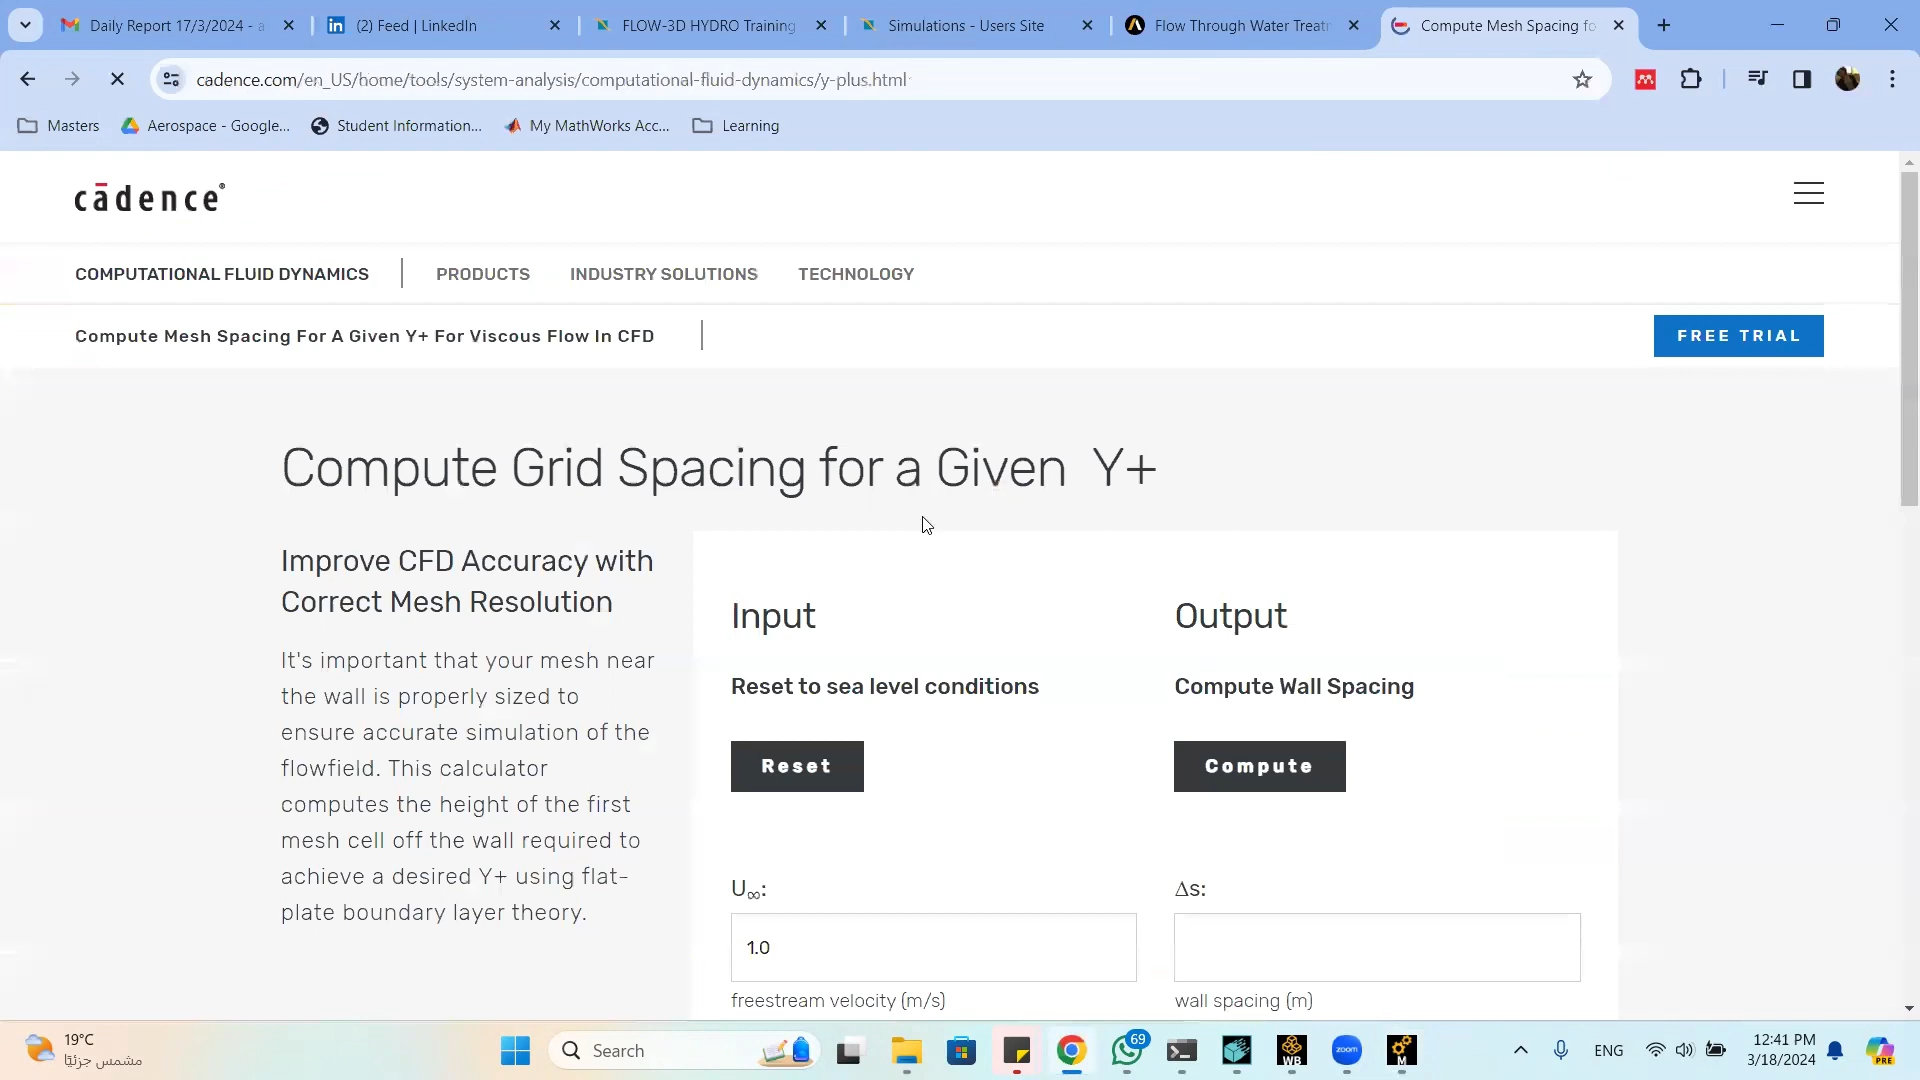 Daily Report 17/3/2024 - a
(2) Feed | LinkedIn
FLOW-3D HYDRO Training
Simulations - Users Site
Flow Through Water Treatm
Compute Mesh Spacing fo
cadence.com/en_US/home/tools/system-analysis/computational-fluid-dynamics/y-plus.html
Masters
Aerospace - Google...
Student Information...
My MathWorks Acc...
Learning
cādence®
COMPUTATIONAL FLUID DYNAMICS
PRODUCTS
INDUSTRY SOLUTIONS
TECHNOLOGY
Compute Mesh Spacing For A Given Y+ For Viscous Flow In CFD
FREE TRIAL
Compute Grid Spacing for a Given Y+
Improve CFD Accuracy with
Correct Mesh Resolution
It's important that your mesh near
the wall is properly sized to
ensure accurate simulation of the
flowfield. This calculator
computes the height of the first
mesh cell off the wall required to
achieve a desired Y+ using flat-
plate boundary layer theory.
Input
Reset to sea level conditions
Reset
U∞:
1.0
freestream velocity (m/s)
Output
Compute Wall Spacing
Compute
Δs:
wall spacing (m)
19°C
مشمس جزئيًا
Search
69
WB
zoom
M
ENG
12:41 PM
3/18/2024
PRE